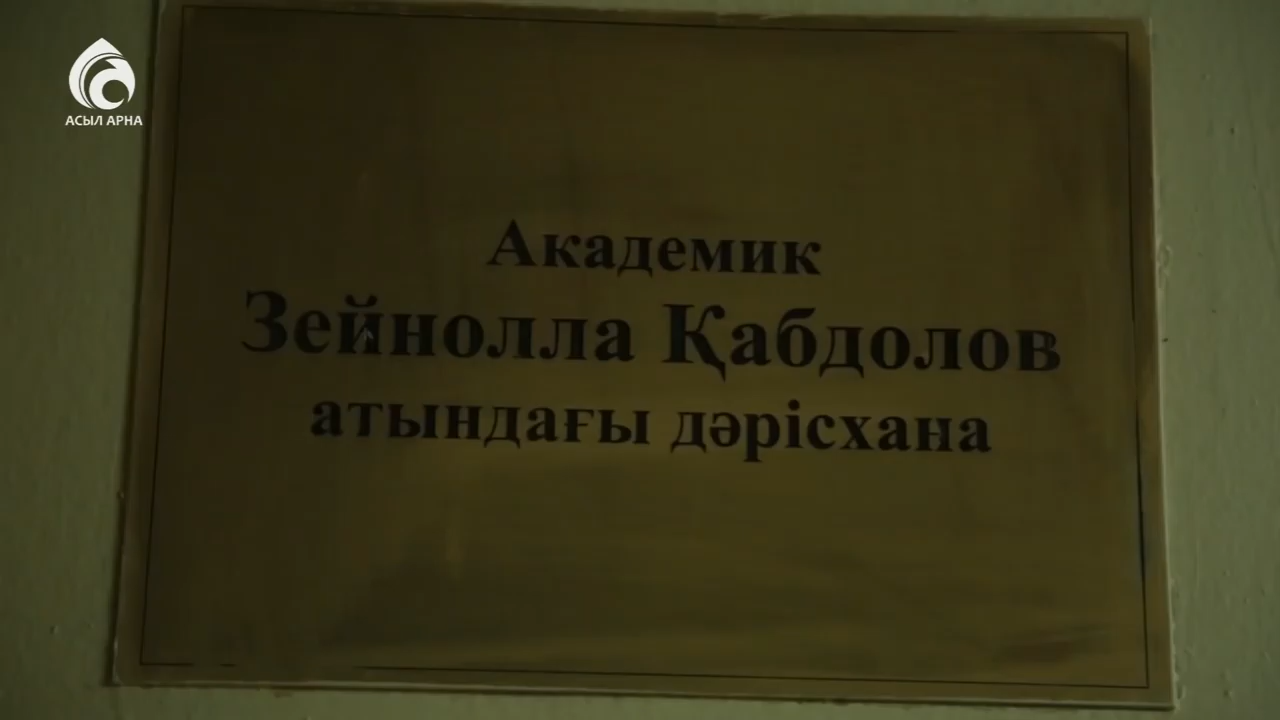 АСЫЛ АРНА
Академик
Зейнолла Қабдолов
атындағы дәрісхана